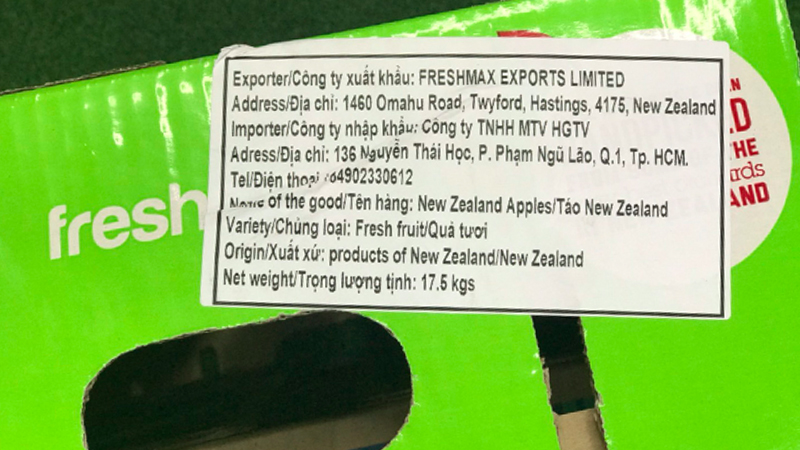 Exporter/Công ty xuất khẩu: FRESHMAX EXPORTS LIMITED
Address/Địa chỉ: 1460 Omahu Road, Twyford, Hastings, 4175, New Zealand
Importer/Công ty nhập khẩu: Công ty TNHH MTV HGTV
Adress/Địa chỉ: 136 Nguyễn Thái Học, P. Phạm Ngũ Lão, Q.1, Tp. HCM.
Tel/Điện thoại 4902330612
of the good/Tên hàng: New Zealand Apples/Táo New Zealand
Variety/Chủng loại: Fresh fruit/Quả tươi
Origin/Xuất xứ: products of New Zealand/New Zealand
Net weight/Trọng lượng tịnh: 17.5 kgs
fresh
HE
AND